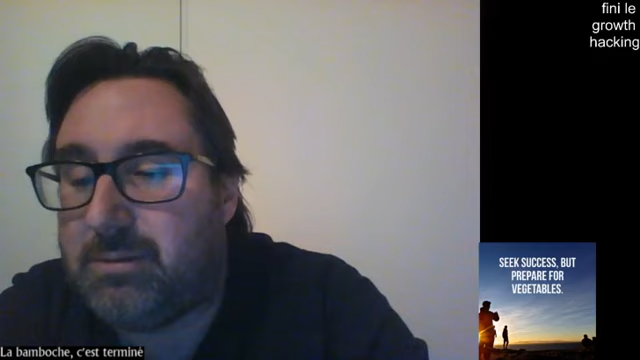 fini le
growth
hacking
SEEK SUCCESS, BUT
PREPARE FOR
VEGETABLES.
La bamboche, c'est terminé